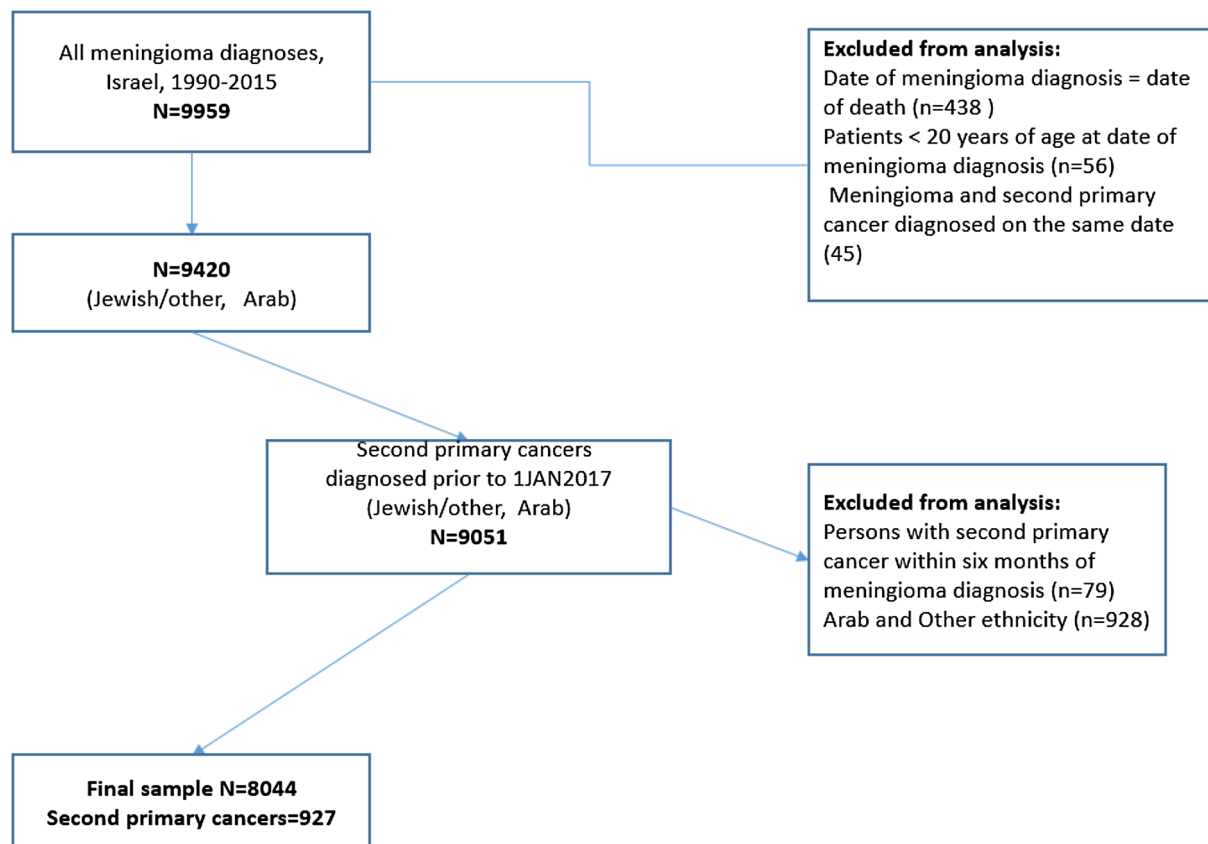 All meningioma diagnoses,
Israel, 1990-2015
N=9959
Excluded from analysis:
Date of meningioma diagnosis = date
of death (n=438 )
Patients < 20 years of age at date of
meningioma diagnosis (n=56)
Meningioma and second primary
cancer diagnosed on the same date
(45)
N=9420
(Jewish/other, Arab)
Second primary cancers
diagnosed prior to 1JAN2017
(Jewish/other, Arab)
N=9051
Excluded from analysis:
Persons with second primary
cancer within six months of
meningioma diagnosis (n=79)
Arab and Other ethnicity (n=928)
Final sample N=8044
Second primary cancers=927